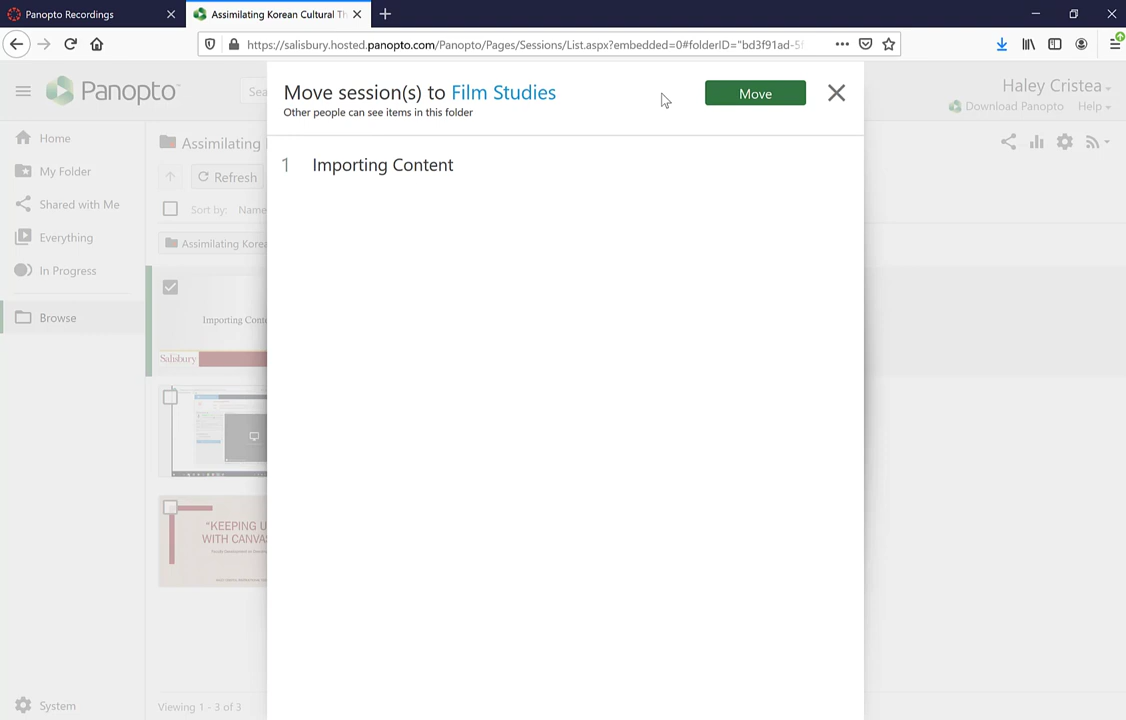 Panopto Recordings
Assimilating Korean Cultural Th
https://salisbury.hosted.panopto.com/Panopto/Pages/Sessions/List.aspx?embedded=0#folderID="bd3f91ad-5f
Panopto
Sea
Haley Cristea
Download Panopto Help
Move session(s) to Film Studies
Move
Other people can see items in this folder
1 Importing Content
Home
My Folder
Shared with Me
Everything
In Progress
Browse
System
Assimilating
Refresh
Sort by: Name
Assimilating Korea
Importing Conte
Salisbury
"KEEPING U
WITH CANVA
Viewing 1 - 3 of 3